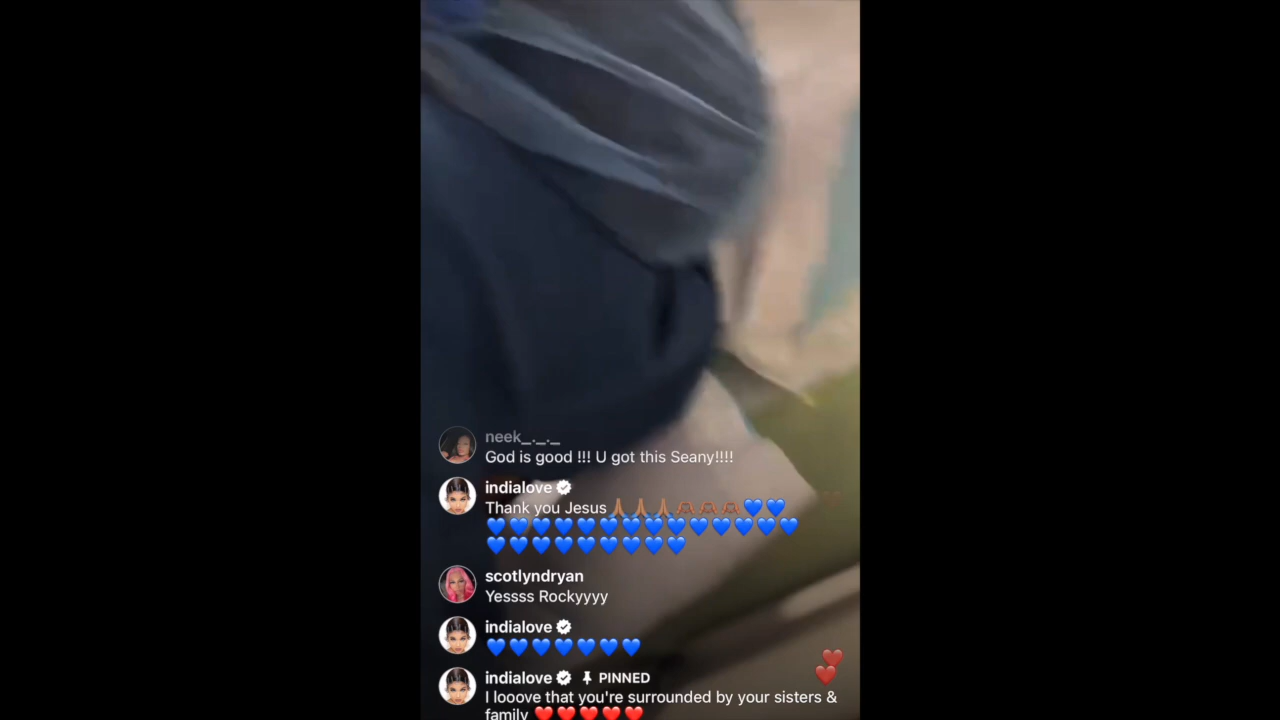 neek_._._
God is good !!! U got this Seany!!!!
indialove
Thank you Jesus 🙏🏽🙏🏽🙏🏽🫶🏽🫶🏽🫶🏽💙💙
💙💙💙💙💙💙💙💙💙💙💙💙💙💙
💙💙💙💙💙💙💙💙💙
scotlyndryan
Yessss Rockyyyy
indialove
💙💙💙💙💙💙💙
indialove PINNED
I looove that you're surrounded by your sisters &
family ❤️❤️❤️❤️❤️